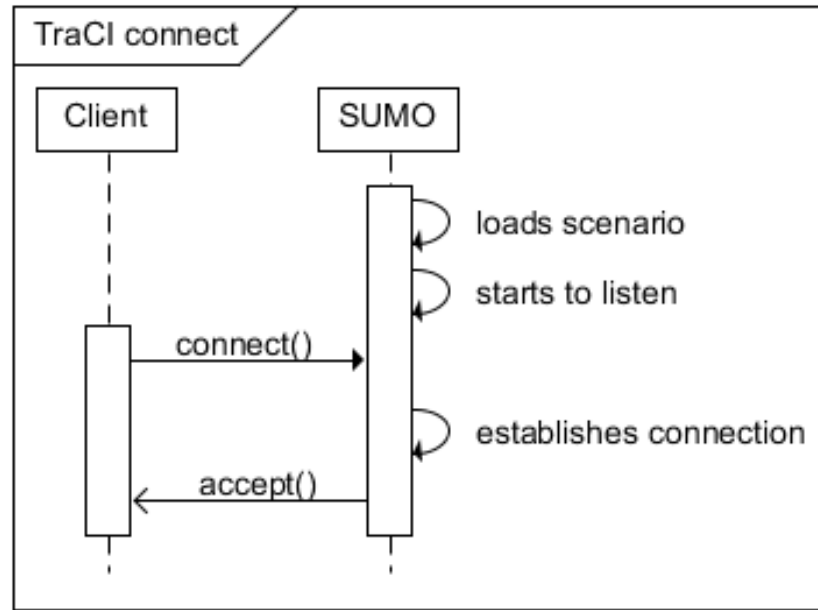 TraCI connect
Client
SUMO
loads scenario
starts to listen
connect()
establishes connection
accept()